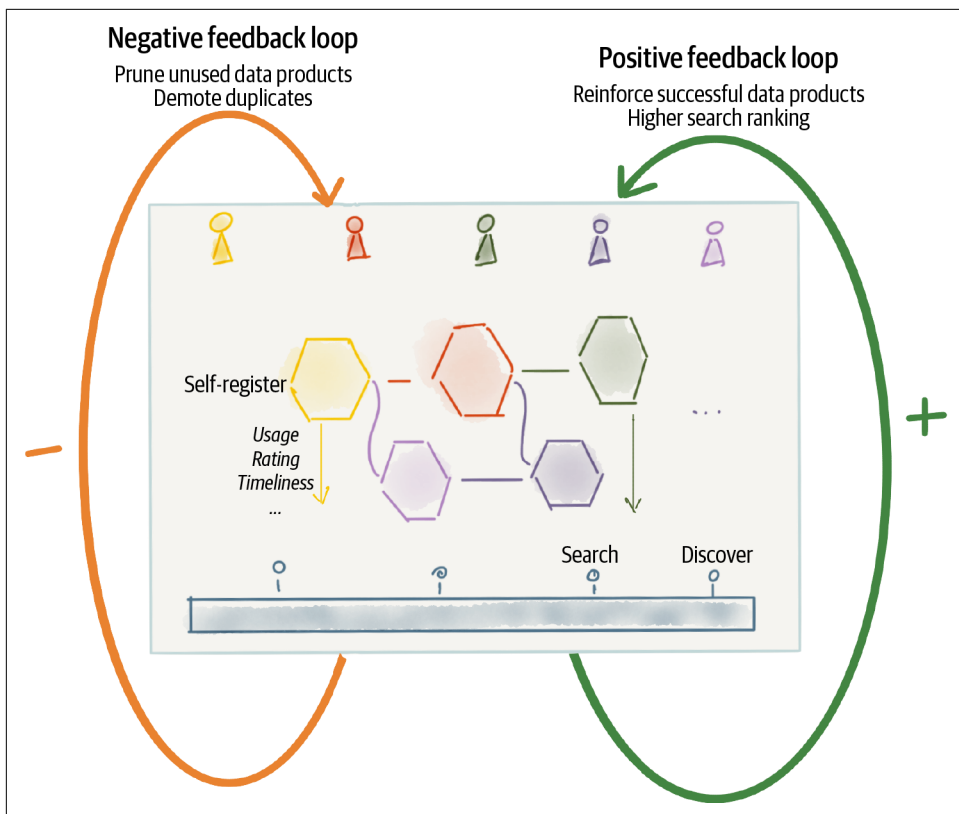 Negative feedback loop
Prune unused data products
Demote duplicates
Positive feedback loop
Reinforce successful data products
Higher search ranking
Self-register
Usage
Rating
Timeliness
...
...
−
+
Search
Discover